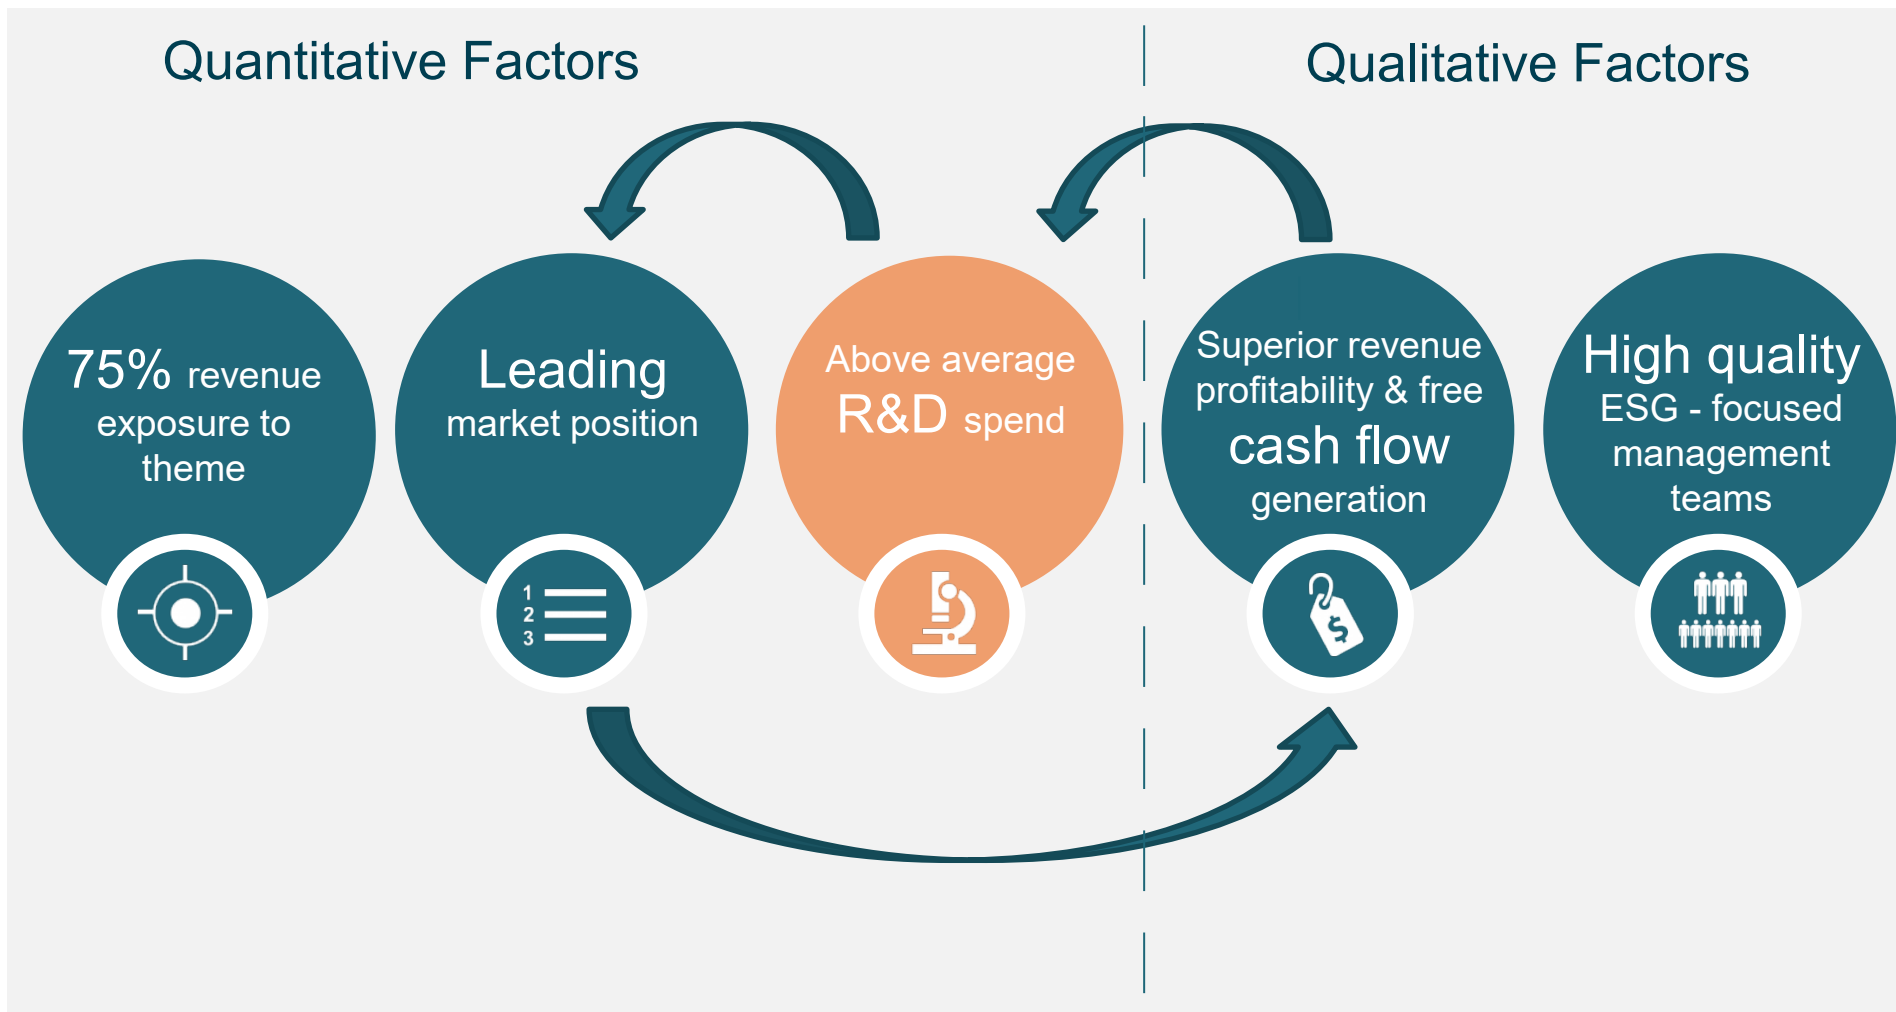 Quantitative Factors
Qualitative Factors
75% revenue
exposure to
theme
Leading
market position
Above average
R&D spend
Superior revenue
profitability & free
cash flow
generation
High quality
ESG - focused
management
teams
1
2
3
$